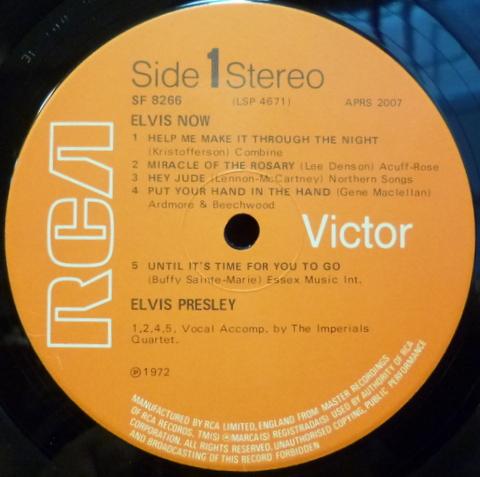 Side 1 Stereo
SF 8266 (LSP 4671) APRS 2007
ELVIS NOW
1 HELP ME MAKE IT THROUGH THE NIGHT
(Kristofferson) Combine
2 MIRACLE OF THE ROSARY (Lee Denson) Acuff-Rose
3 HEY JUDE (Lennon-McCartney) Northern Songs
4 PUT YOUR HAND IN THE HAND (Gene Maclellan)
Ardmore & Beechwood
RCA
Victor
5 UNTIL IT'S TIME FOR YOU TO GO
(Buffy Sainte-Marie) Essex Music Int.
ELVIS PRESLEY
1,2,4,5, Vocal Accomp. by The Imperials
Quartet.
℗1972
MANUFACTURED BY RCA LIMITED, ENGLAND FROM MASTER RECORDINGS
OF RCA RECORDS, TM(S) ® MARCA(S) REGISTRADA(S) USED BY AUTHORITY OF RCA
CORPORATION. ALL RIGHTS RESERVED. UNAUTHORISED COPYING, PUBLIC PERFORMANCE
AND BROADCASTING OF THIS RECORD FORBIDDEN